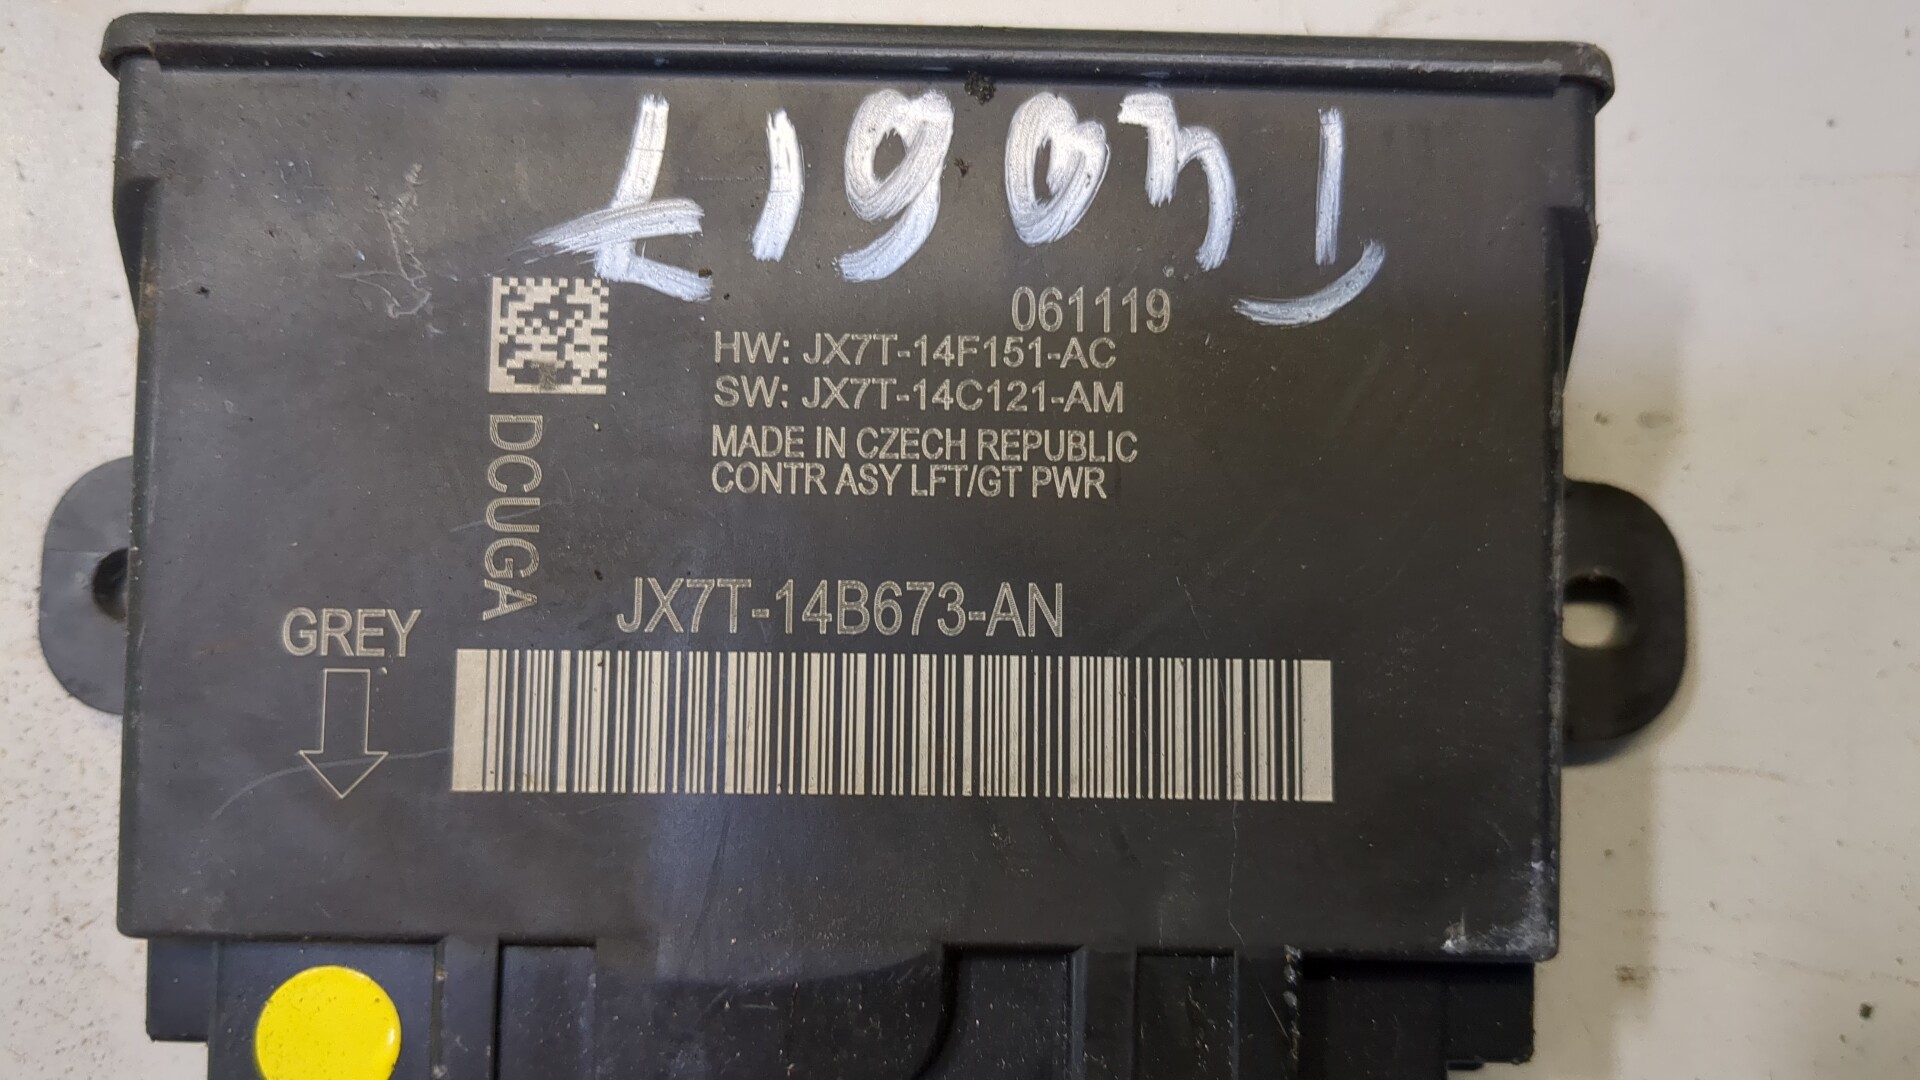 T40617
061119
HW: JX7T-14F151-AC
SW: JX7T-14C121-AM
MADE IN CZECH REPUBLIC
CONTR ASY LFT/GT PWR
DCUGA
JX7T-14B673-AN
GREY